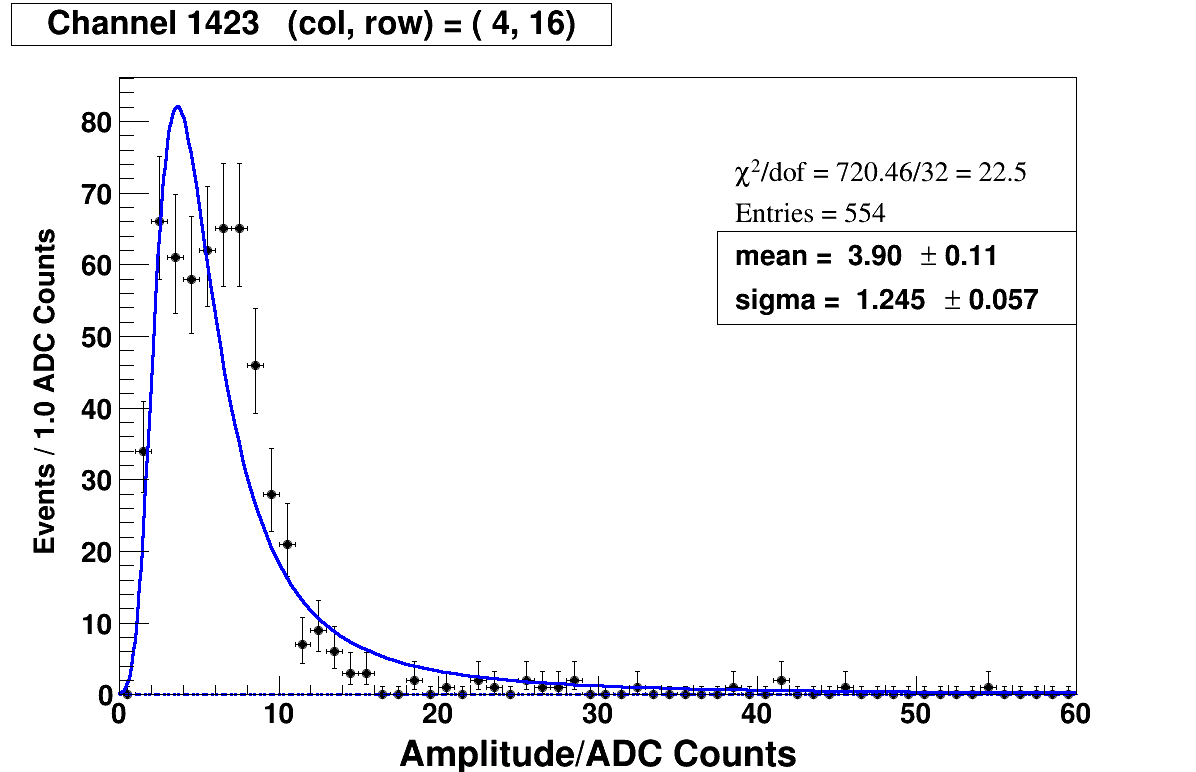 Channel 1423 (col, row) = ( 4, 16)
χ²/dof = 720.46/32 = 22.5
Entries = 554
mean = 3.90 ± 0.11
sigma = 1.245 ± 0.057
Events / 1.0 ADC Counts
80
70
60
50
40
30
20
10
0
0 10 20 30 40 50 60
Amplitude/ADC Counts